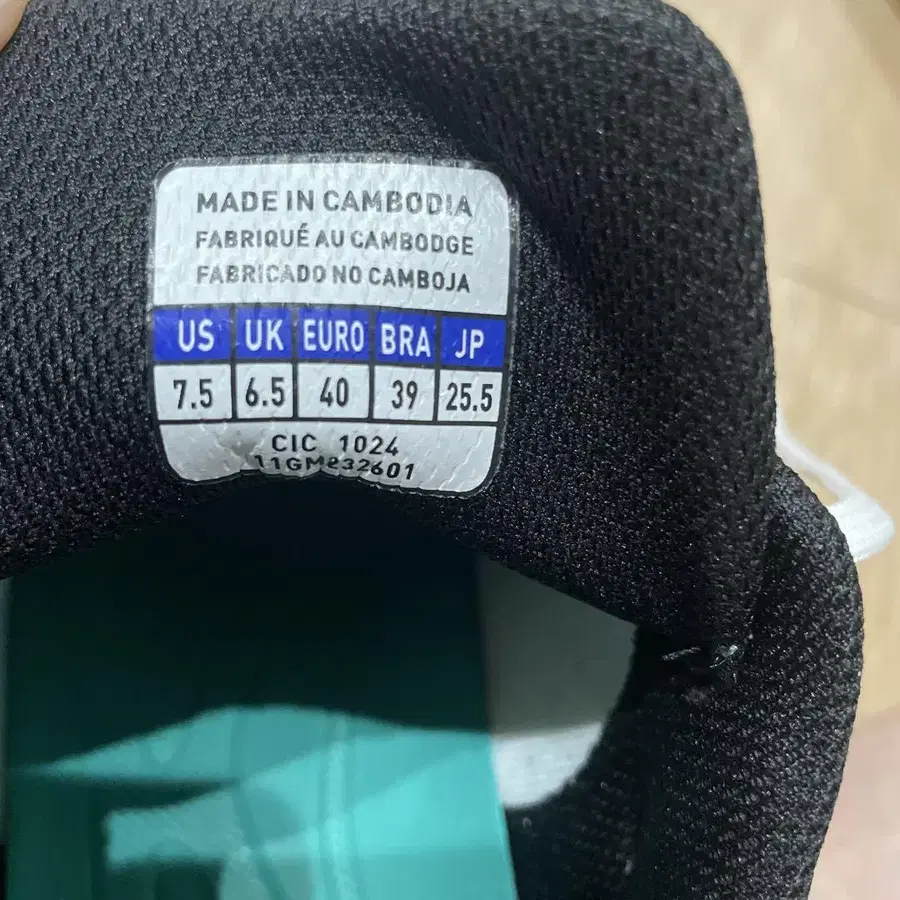 MADE IN CAMBODIA
FABRIQUÉ AU CAMBODGE
FABRICADO NO CAMBOJA
US UK EURO BRA JP
7.5 6.5 40 39 25.5
CIC 1024
11GM232601